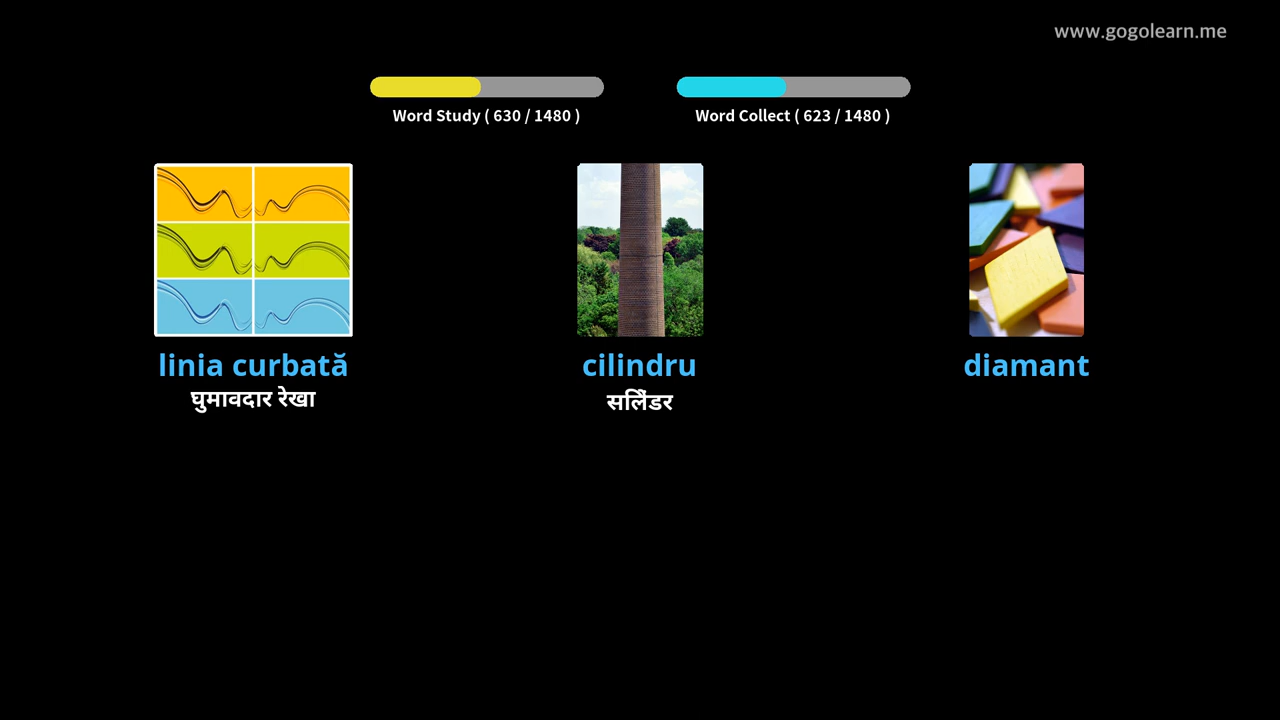 www.gogolearn.me
Word Study ( 630 / 1480 )
Word Collect ( 623 / 1480 )
linia curbată
cilindru
diamant
घुमावदार रेखा
सिलेंडर